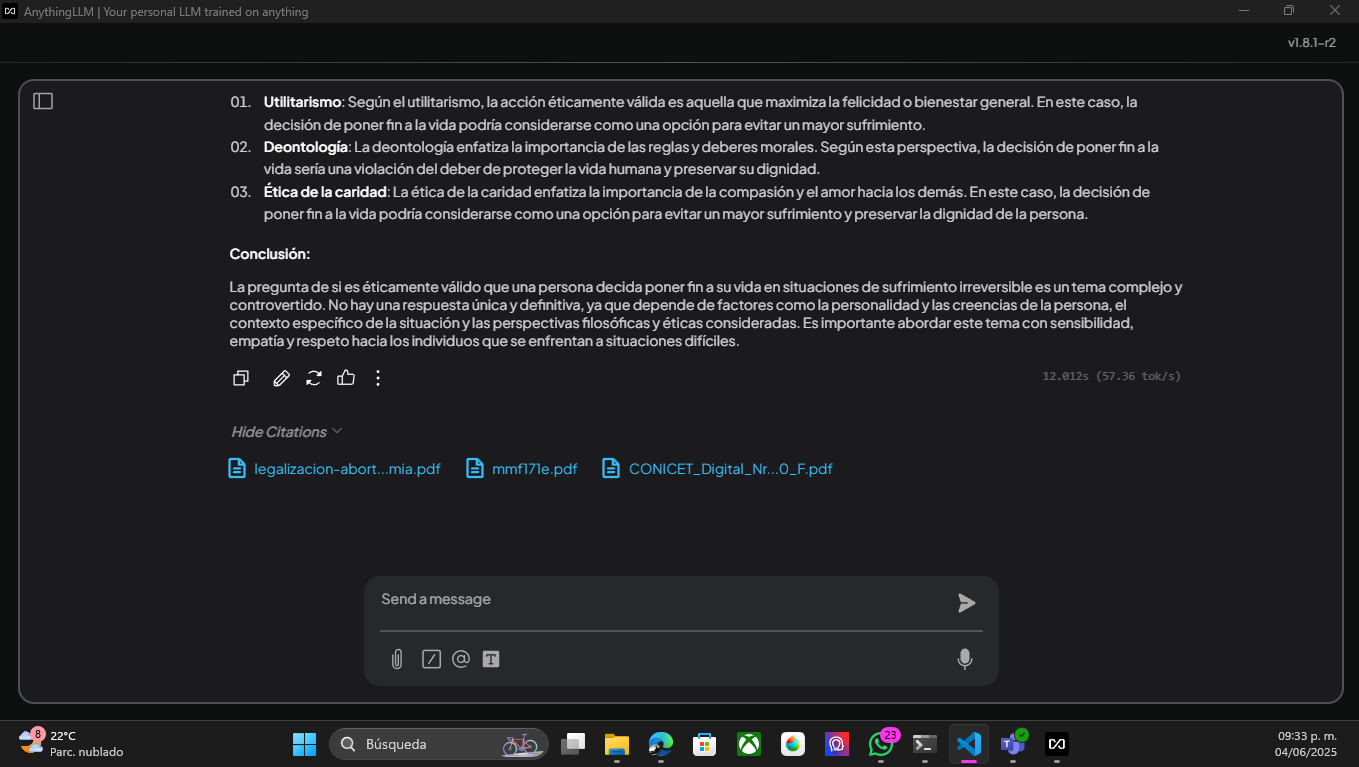 AnythingLLM | Your personal LLM trained on anything
v1.8.1-r2
01. Utilitarismo: Según el utilitarismo, la acción éticamente válida es aquella que maximiza la felicidad o bienestar general. En este caso, la
decisión de poner fin a la vida podría considerarse como una opción para evitar un mayor sufrimiento.
02. Deontología: La deontología enfatiza la importancia de las reglas y deberes morales. Según esta perspectiva, la decisión de poner fin a la
vida sería una violación del deber de proteger la vida humana y preservar su dignidad.
03. Ética de la caridad: La ética de la caridad enfatiza la importancia de la compasión y el amor hacia los demás. En este caso, la decisión de
poner fin a la vida podría considerarse como una opción para evitar un mayor sufrimiento y preservar la dignidad de la persona.
Conclusión:
La pregunta de si es éticamente válido que una persona decida poner fin a su vida en situaciones de sufrimiento irreversible es un tema complejo y
controvertido. No hay una respuesta única y definitiva, ya que depende de factores como la personalidad y las creencias de la persona, el
contexto específico de la situación y las perspectivas filosóficas y éticas consideradas. Es importante abordar este tema con sensibilidad,
empatía y respeto hacia los individuos que se enfrentan a situaciones difíciles.
12.012s (57.36 tok/s)
Hide Citations
legalizacion-abort...mia.pdf mmf171e.pdf CONICET_Digital_Nr...0_F.pdf
Send a message
8
22°C
Parc. nublado
Búsqueda
23
09:33 p. m.
04/06/2025